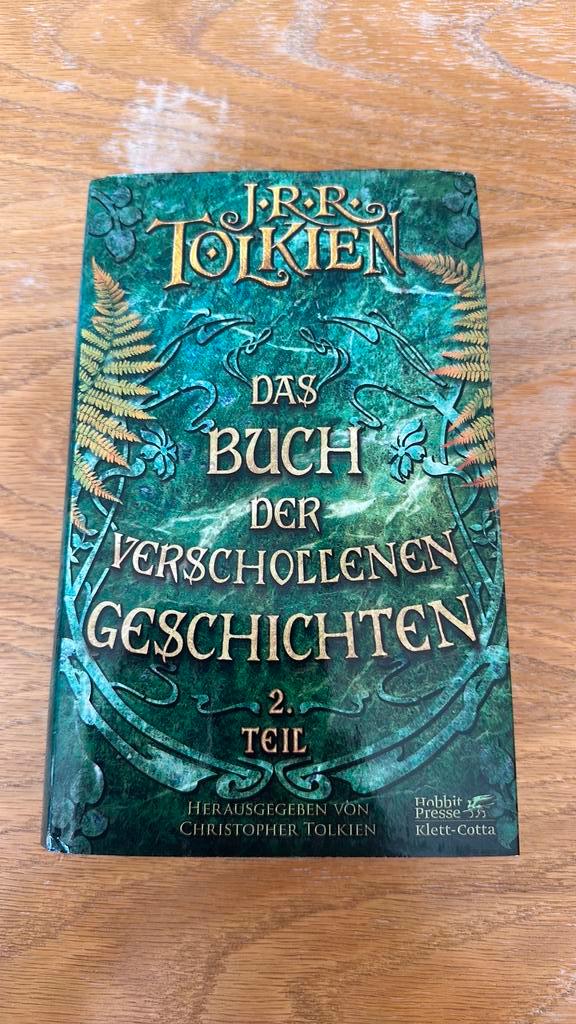 J·R·R·
TOLKIEN
DAS
BUCH
DER
VERSCHOLLENEN
GESCHICHTEN
2.
TEIL
HERAUSGEGEBEN VON
CHRISTOPHER TOLKIEN
Hobbit
Presse
Klett-Cotta